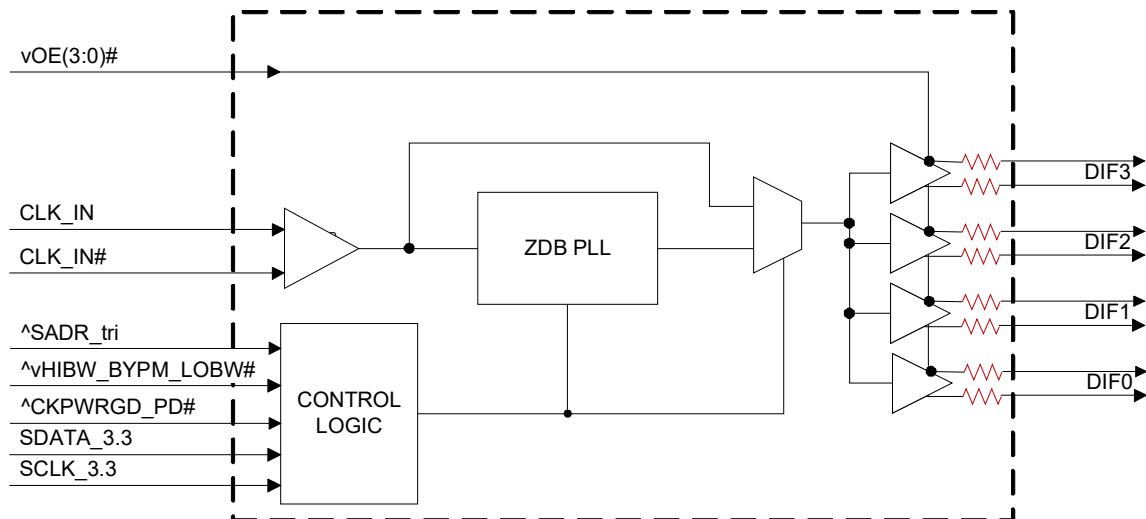 vOE(3:0)#
DIF3
CLK_IN
ZDB PLL
DIF2
CLK_IN#
DIF1
^SADR_tri
^vHIBW_BYPM_LOBW#
DIF0
CONTROL
LOGIC
^CKPWRGD_PD#
SDATA_3.3
SCLK_3.3